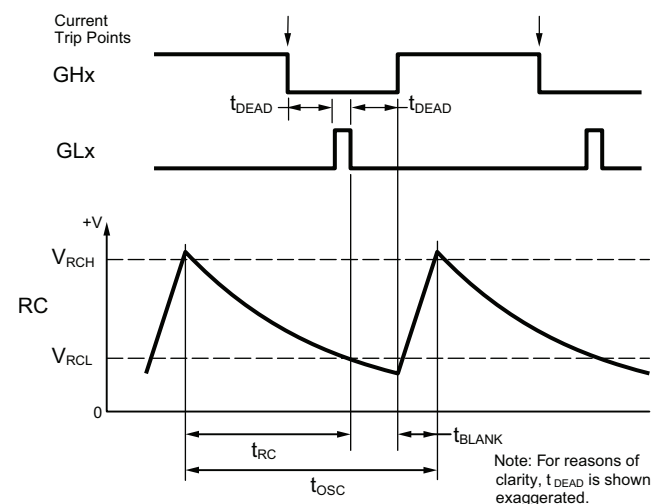 Current
Trip Points
GHx
tDEAD
tDEAD
GLx
+V
VRCH
RC
VRCL
0
tRC
tBLANK
tOSC
Note: For reasons of
clarity, tDEAD is shown
exaggerated.